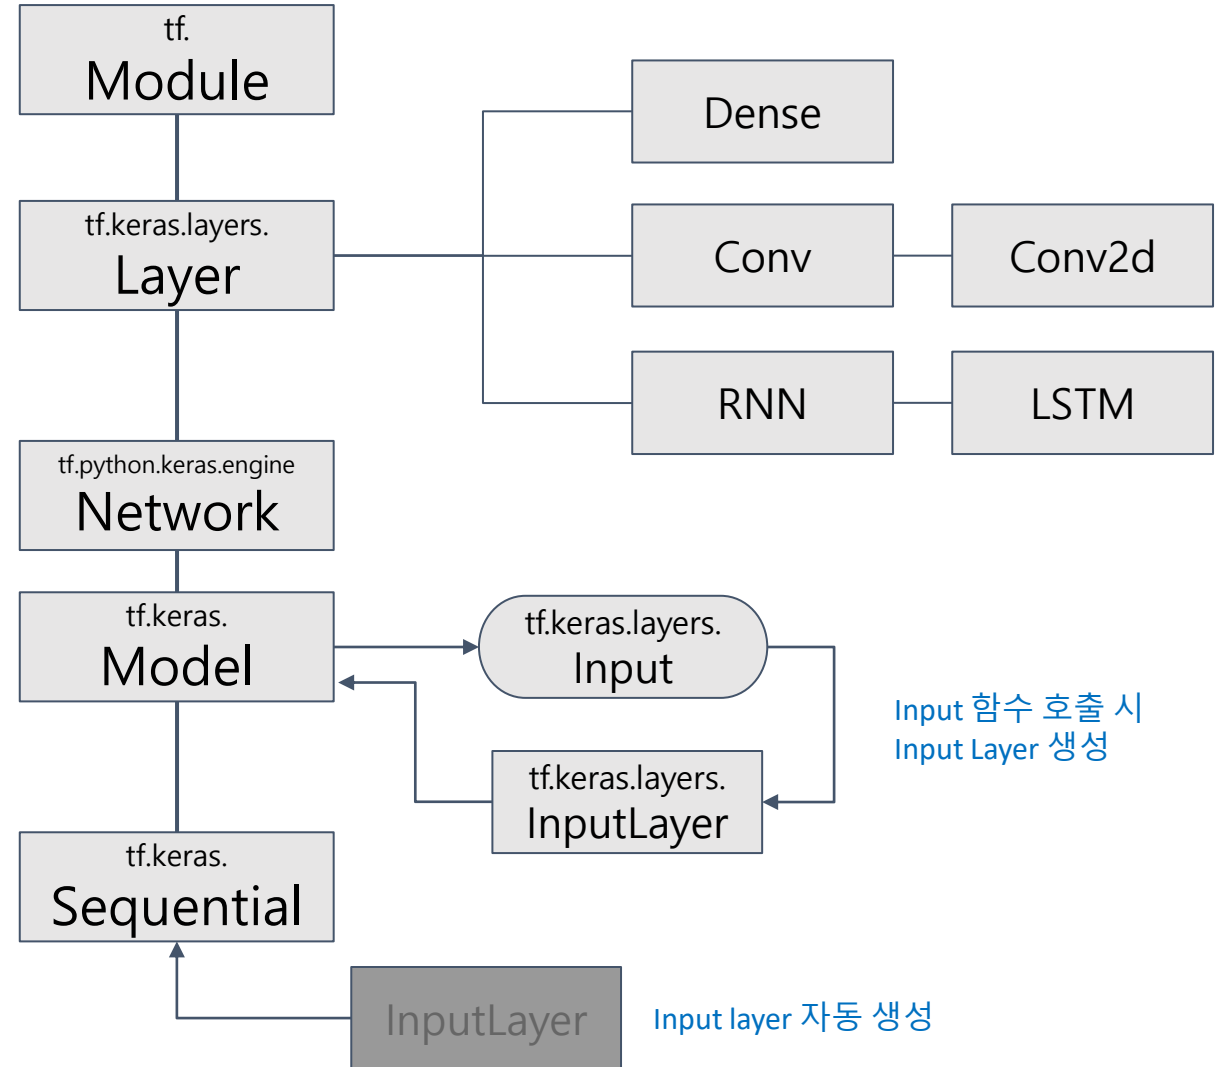 tf.
Module
Dense
tf.keras.layers.
Layer
Conv
Conv2d
RNN
LSTM
tf.python.keras.engine
Network
tf.keras.
Model
tf.keras.layers.
Input
Input 함수 호출 시
Input Layer 생성
tf.keras.layers.
InputLayer
tf.keras.
Sequential
InputLayer
Input layer 자동 생성